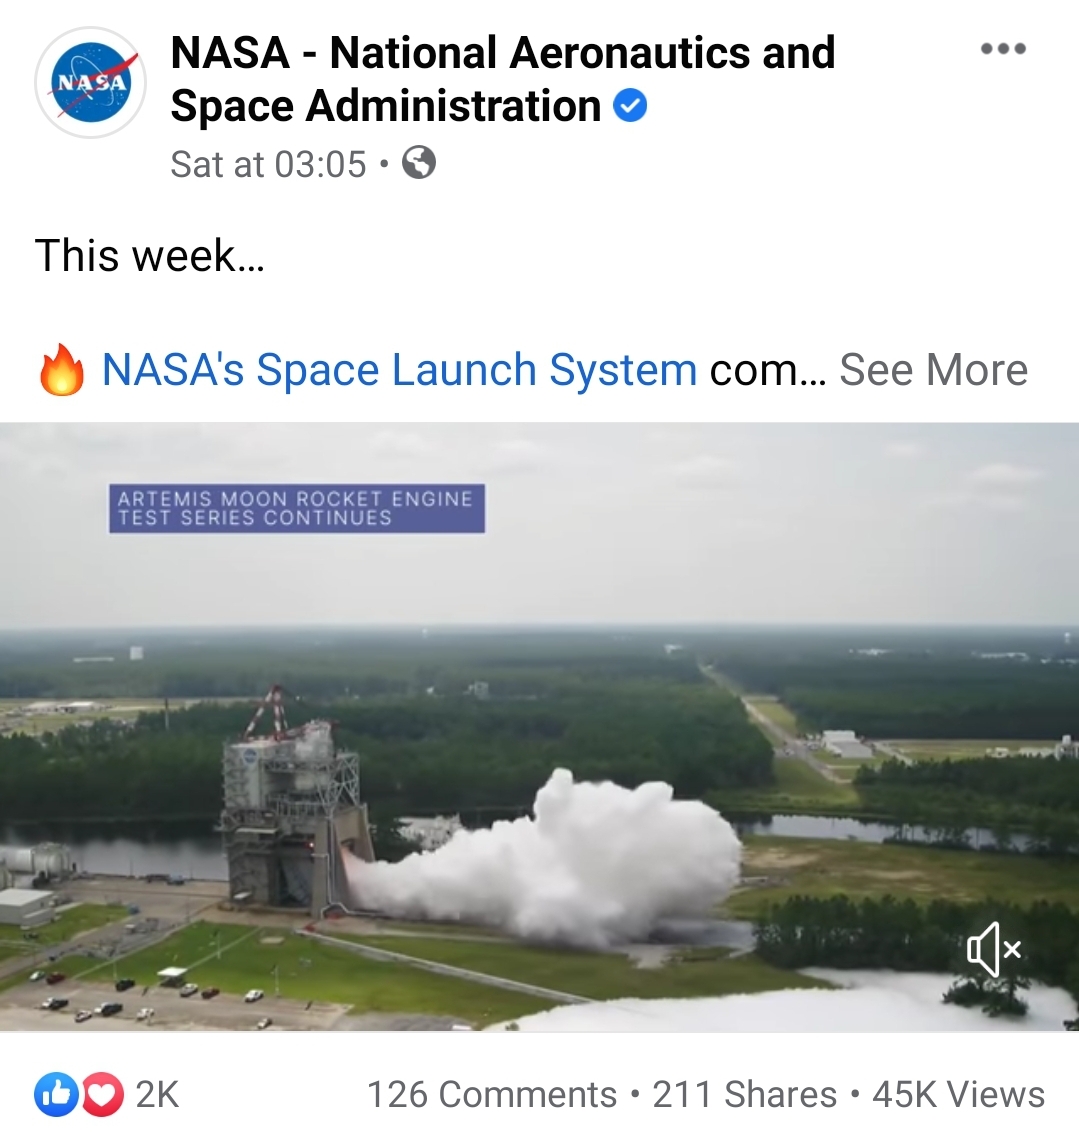 NASA
NASA - National Aeronautics and
Space Administration
Sat at 03:05 •
This week...
NASA's Space Launch System com... See More
ARTEMIS MOON ROCKET ENGINE
TEST SERIES CONTINUES
2K 126 Comments • 211 Shares • 45K Views